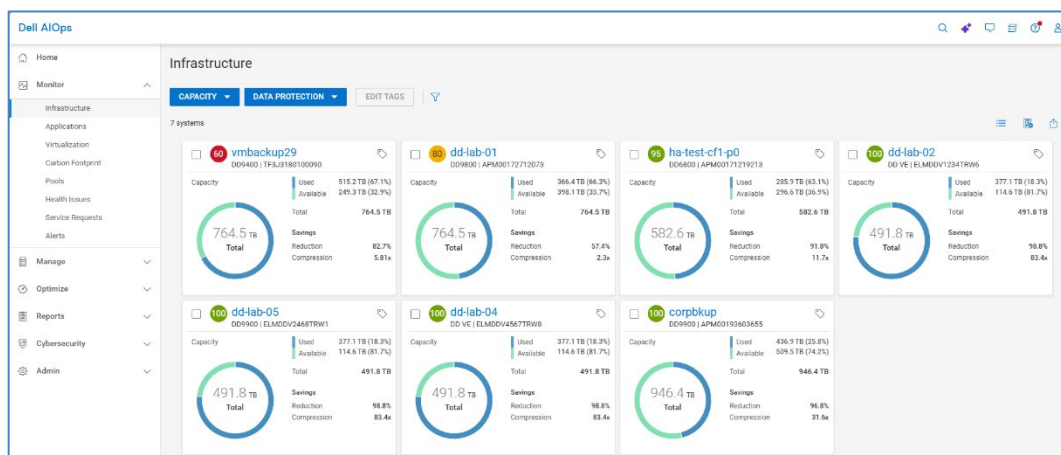 Dell AIOps
Home
Monitor
Infrastructure
Applications
Virtualization
Carbon Footprint
Pools
Health Issues
Service Requests
Alerts
Manage
Optimize
Reports
Cybersecurity
Admin
Infrastructure
CAPACITY DATA PROTECTION EDIT TAGS
7 systems
60 vmbackup29
DD9400 | TF3J3180100090
Capacity
Used 515.2 TB (67.1%)
Available 249.3 TB (32.9%)
Total 764.5 TB
Savings
Reduction 82.7%
Compression 5.81x
764.5 TB
Total
80 dd-lab-01
DD9800 | APM00172712073
Capacity
Used 366.4 TB (66.3%)
Available 398.1 TB (33.7%)
Total 764.5 TB
Savings
Reduction 57.4%
Compression 2.3x
764.5 TB
Total
95 ha-test-cf1-p0
DD6800 | APM00171219213
Capacity
Used 285.9 TB (63.1%)
Available 296.6 TB (36.9%)
Total 582.6 TB
Savings
Reduction 91.8%
Compression 11.7x
582.6 TB
Total
100 dd-lab-02
DD VE | ELMDDV1234TRW6
Capacity
Used 377.1 TB (18.3%)
Available 114.6 TB (81.7%)
Total 491.8 TB
Savings
Reduction 98.8%
Compression 83.4x
491.8 TB
Total
100 dd-lab-05
DD9900 | ELMDDV2468TRW1
Capacity
Used 377.1 TB (18.3%)
Available 114.6 TB (81.7%)
Total 491.8 TB
Savings
Reduction 98.8%
Compression 83.4x
491.8 TB
Total
100 dd-lab-04
DD VE | ELMDDV4567TRW8
Capacity
Used 377.1 TB (18.3%)
Available 114.6 TB (81.7%)
Total 491.8 TB
Savings
Reduction 98.8%
Compression 83.4x
491.8 TB
Total
100 corpbkup
DD9900 | APM00193603655
Capacity
Used 436.9 TB (25.8%)
Available 509.5 TB (74.2%)
Total 946.4 TB
Savings
Reduction 96.8%
Compression 31.6x
946.4 TB
Total